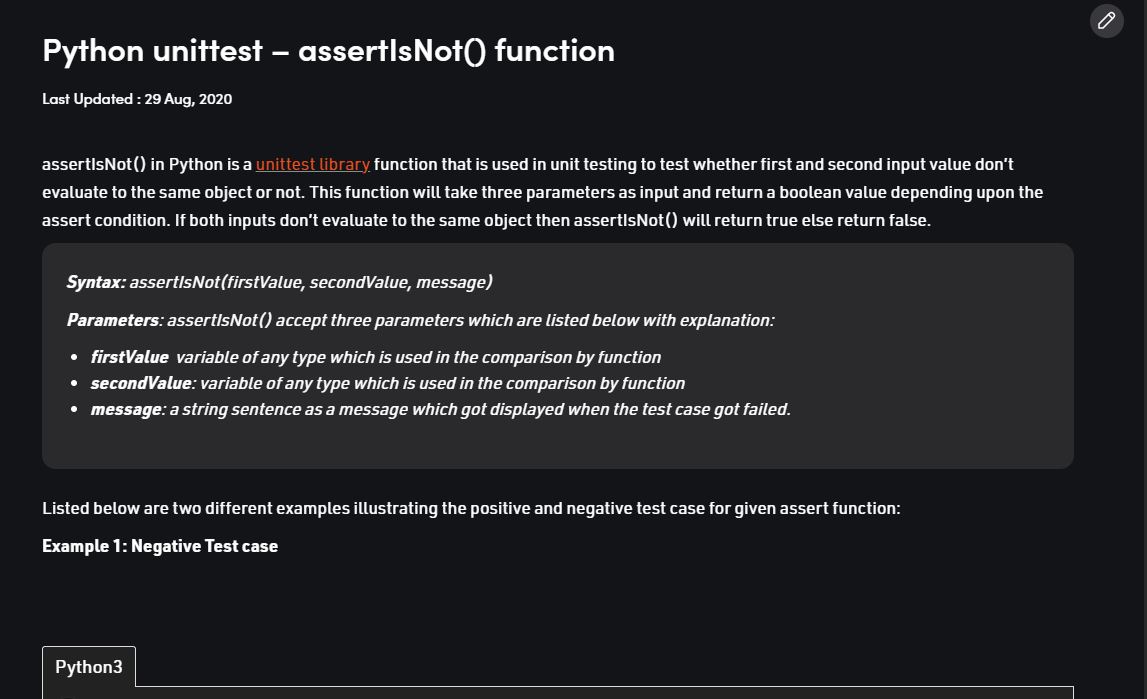 Python unittest – assertIsNot() function
Last Updated : 29 Aug, 2020
assertIsNot() in Python is a unittest library function that is used in unit testing to test whether first and second input value don’t
evaluate to the same object or not. This function will take three parameters as input and return a boolean value depending upon the
assert condition. If both inputs don’t evaluate to the same object then assertIsNot() will return true else return false.
Syntax: assertIsNot(firstValue, secondValue, message)
Parameters: assertIsNot() accept three parameters which are listed below with explanation:
• firstValue variable of any type which is used in the comparison by function
• secondValue: variable of any type which is used in the comparison by function
• message: a string sentence as a message which got displayed when the test case got failed.
Listed below are two different examples illustrating the positive and negative test case for given assert function:
Example 1: Negative Test case
Python3